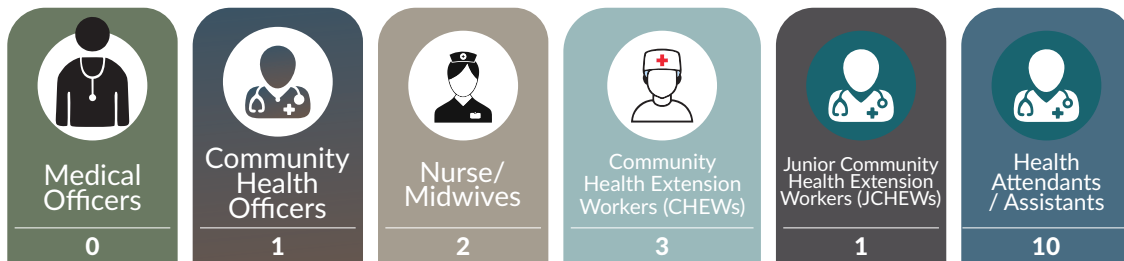 Medical
Officers
0
Community
Health
Officers
1
Nurse/
Midwives
2
Community
Health Extension
Workers (CHEWs)
3
Junior Community
Health Extension
Workers (JCHEWs)
1
Health
Attendants
/ Assistants
10